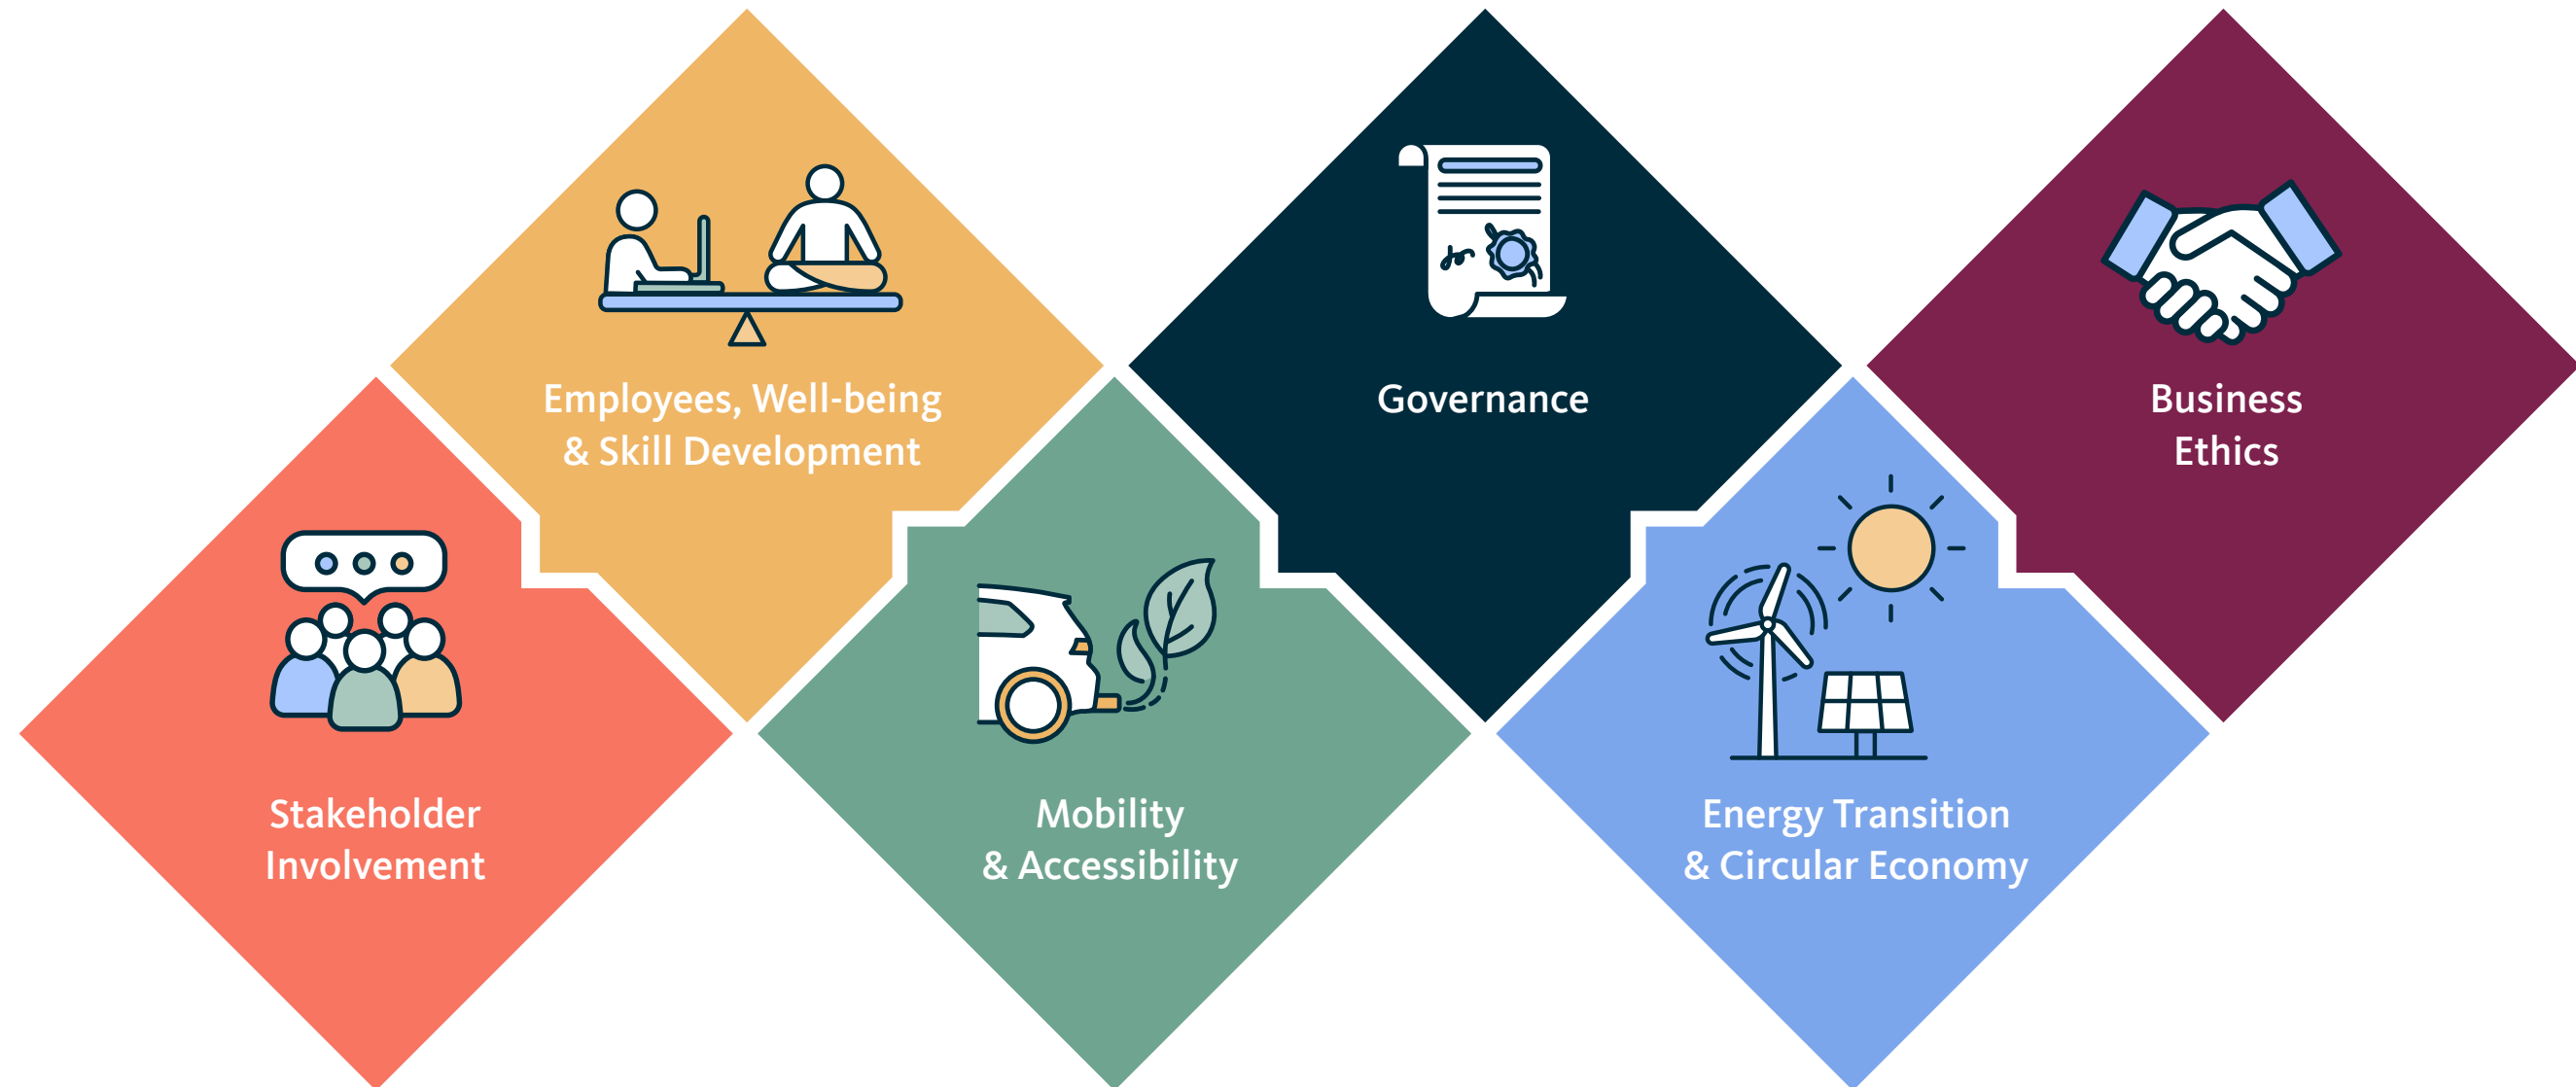 Employees, Well-being
& Skill Development
Governance
Business
Ethics
Stakeholder
Involvement
Mobility
& Accessibility
Energy Transition
& Circular Economy